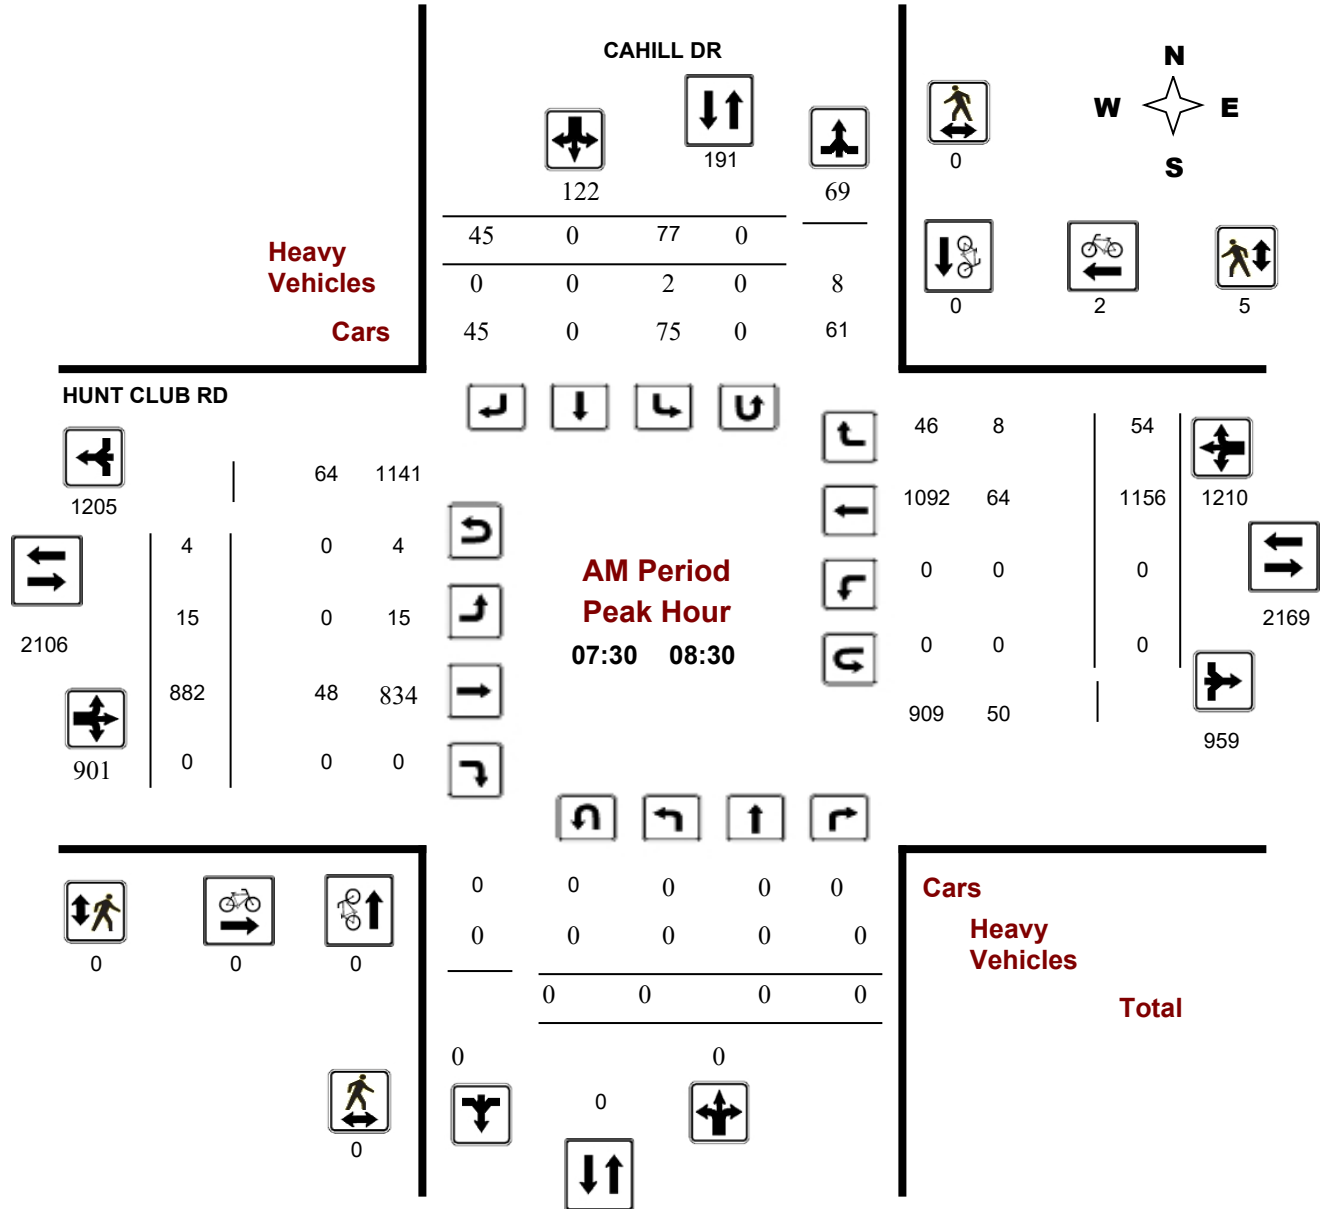 CAHILL DR
N
W E
S
191
0
122 69
45 0 77 0
Heavy
Vehicles
0 0 2 0 8
Cars
45 0 75 0 61
0 2 5
HUNT CLUB RD
46 8 54
64 1141
1205
1092 64 1156 1210
4 0 4
AM Period
Peak Hour
07:30 08:30
0 0 0
15 0 15
2169
2106
0 0 0
882 48 834
909 50
959
901 0 0 0
0 0 0 0 0
Cars
0 0 0 0 0
Heavy
Vehicles
0 0 0
0 0 0 0
Total
0 0
0
0